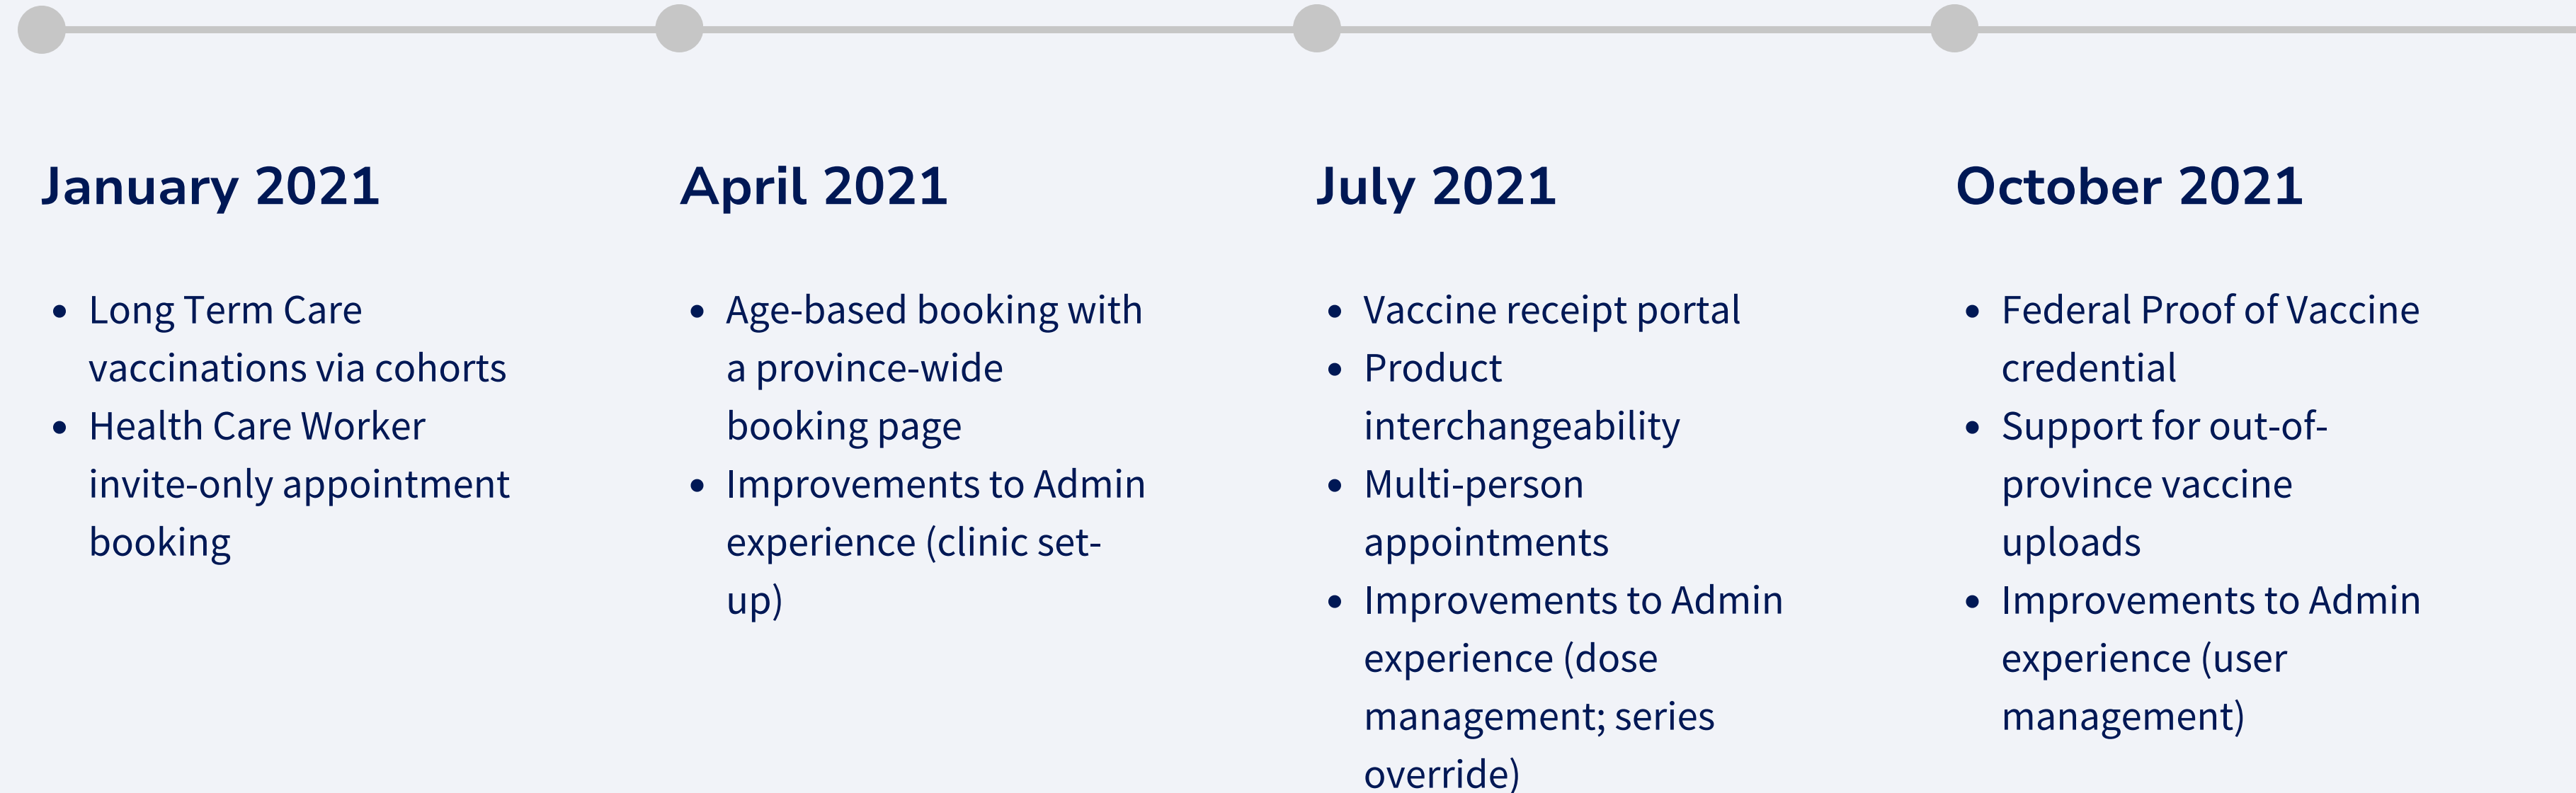 January 2021
• Long Term Care
vaccinations via cohorts
• Health Care Worker
invite-only appointment
booking
April 2021
• Age-based booking with
a province-wide
booking page
• Improvements to Admin
experience (clinic set-
up)
July 2021
• Vaccine receipt portal
• Product
interchangeability
• Multi-person
appointments
• Improvements to Admin
experience (dose
management; series
override)
October 2021
• Federal Proof of Vaccine
credential
• Support for out-of-
province vaccine
uploads
• Improvements to Admin
experience (user
management)